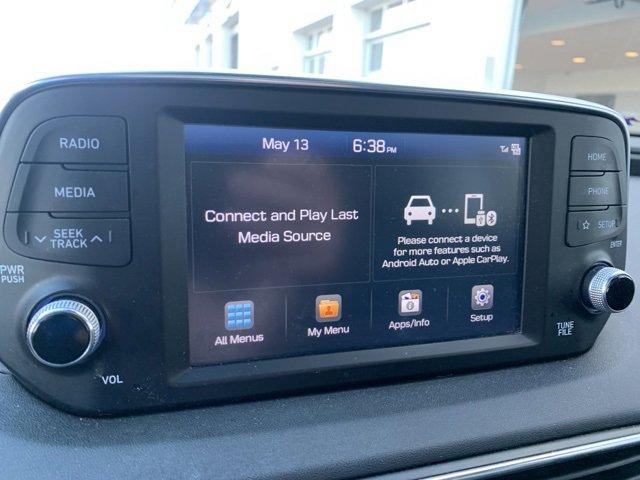 RADIO
MEDIA
SEEK
TRACK
PWR
PUSH
VOL
May 13
6:38 PM
Connect and Play Last
Media Source
Please connect a device
for more features such as
Android Auto or Apple CarPlay.
All Menus
My Menu
Apps/Info
Setup
HOME
PHONE
SETUP
ENTER
TUNE
FILE